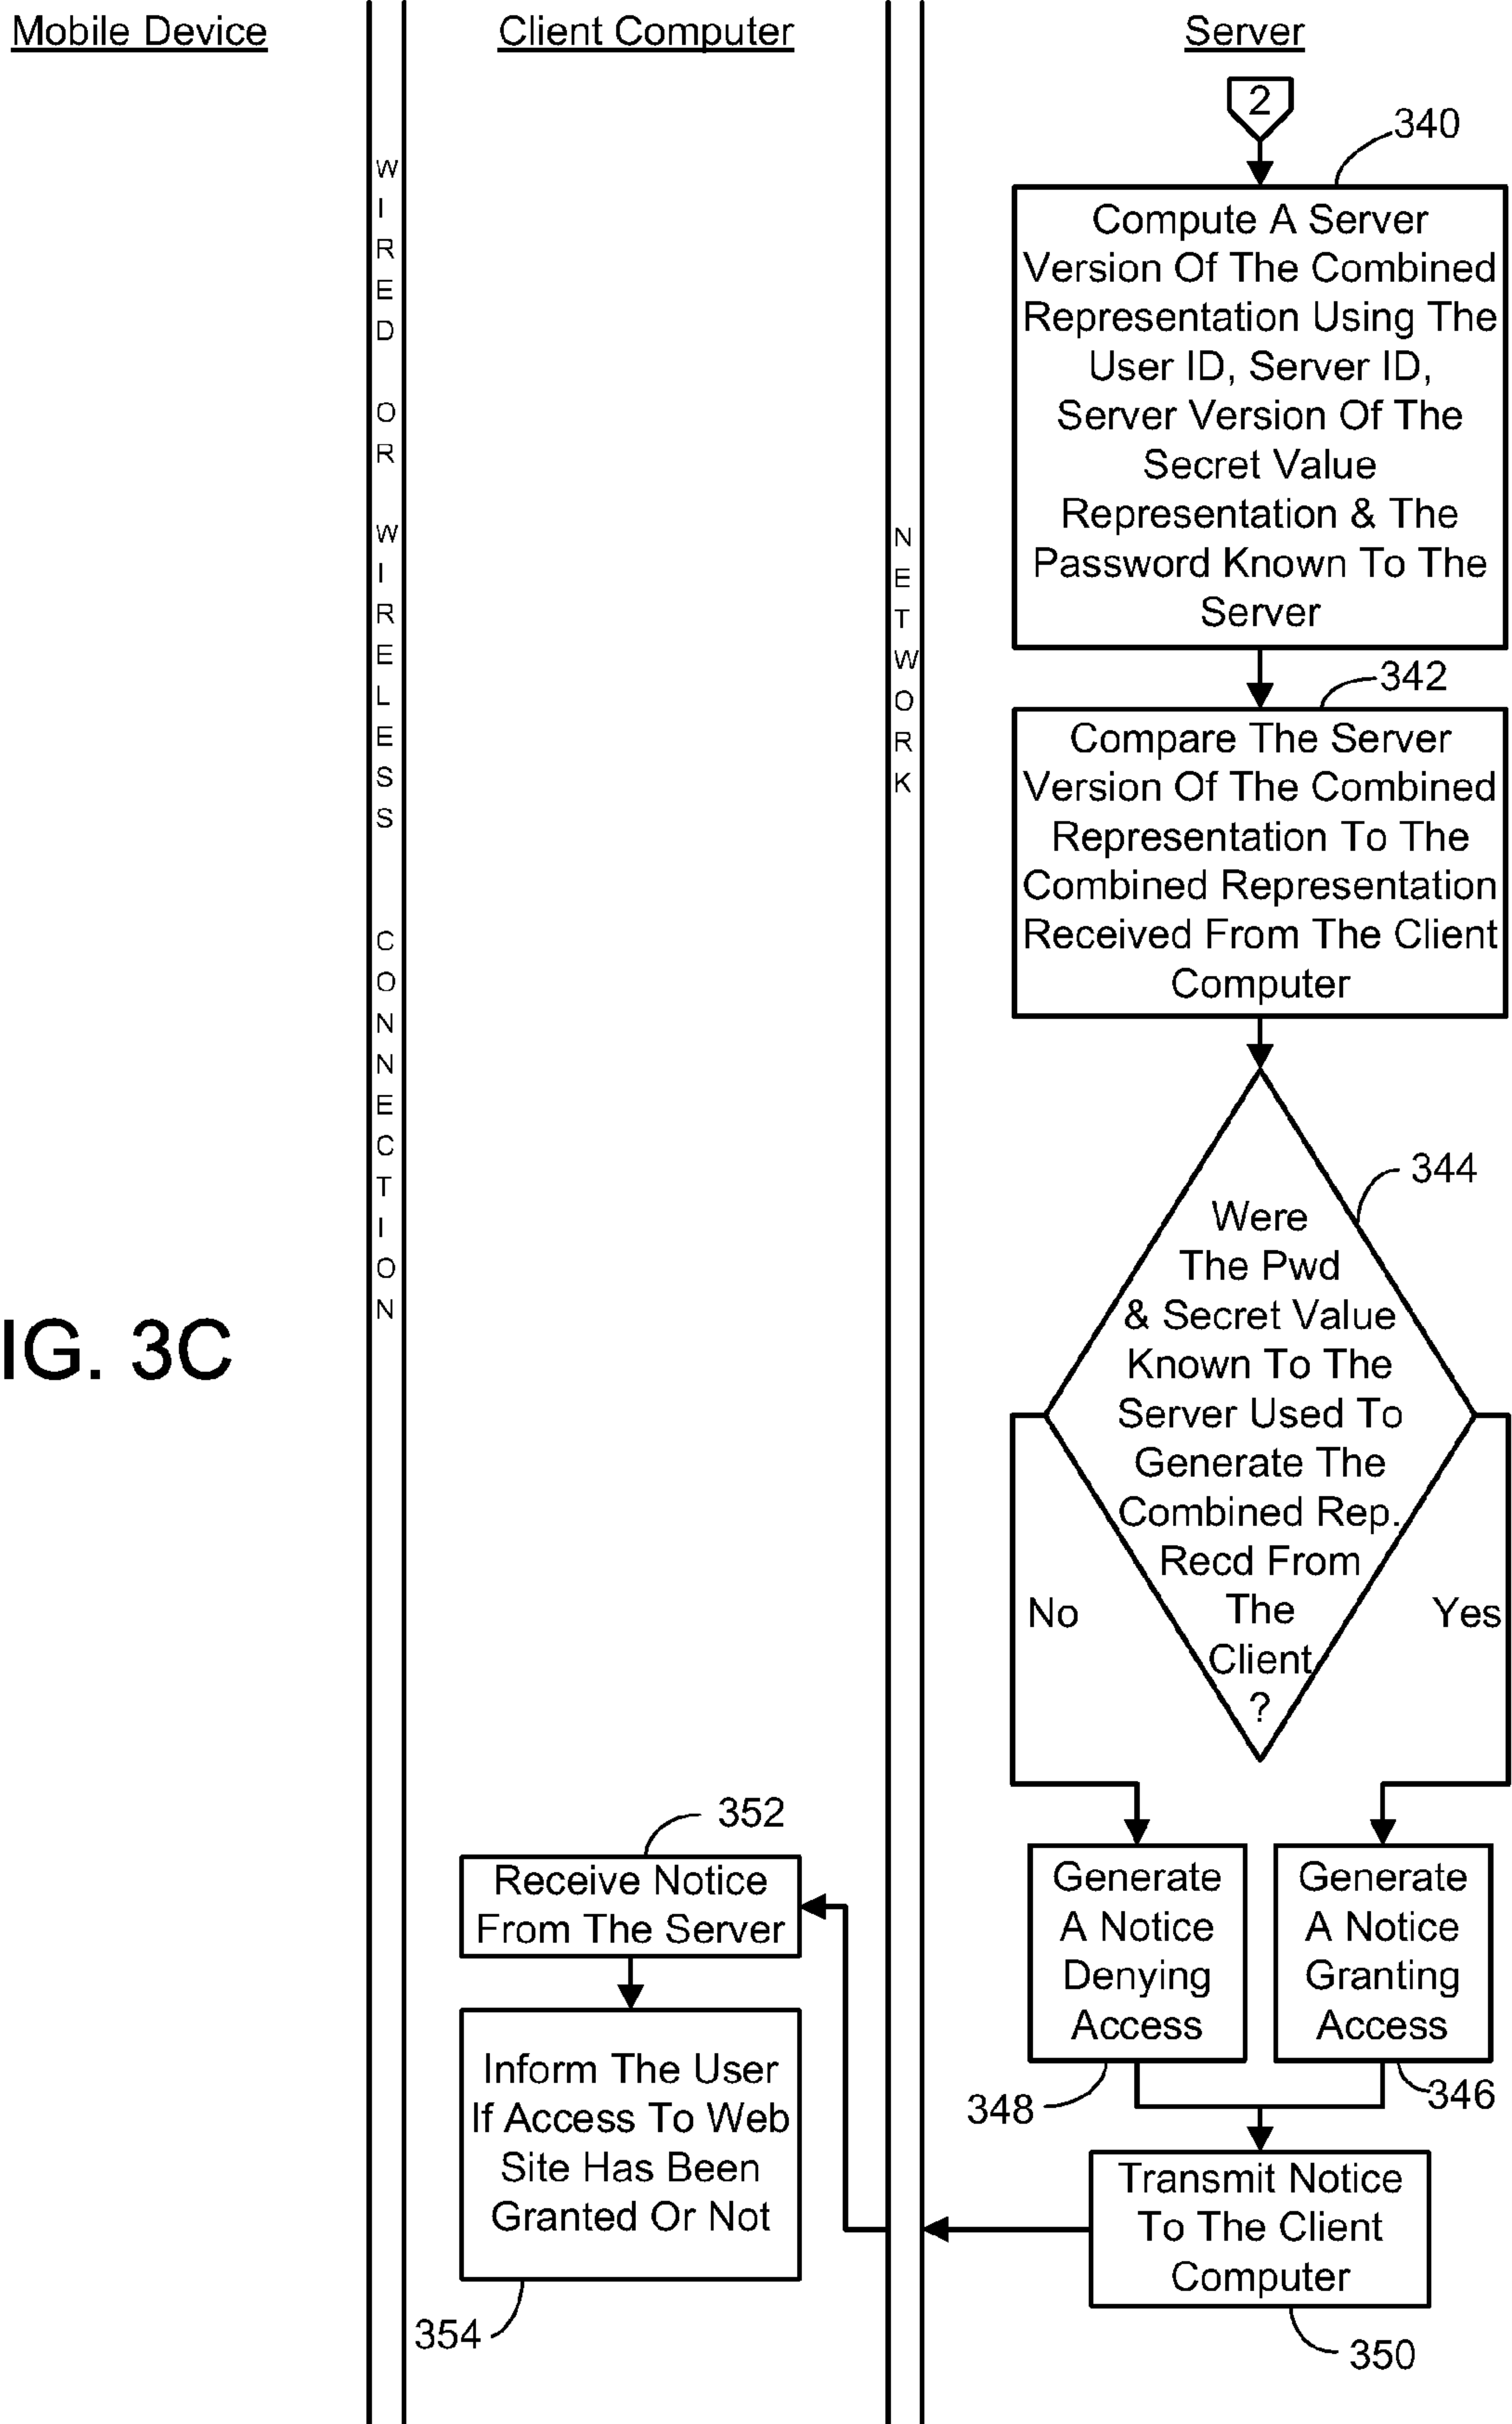 Mobile Device
Client Computer
Server
2
340
Compute A Server
Version Of The Combined
Representation Using The
User ID, Server ID,
Server Version Of The
Secret Value
Representation & The
Password Known To The
Server
342
Compare The Server
Version Of The Combined
Representation To The
Combined Representation
Received From The Client
Computer
344
Were
The Pwd
& Secret Value
Known To The
Server Used To
Generate The
Combined Rep.
Recd From
The
Client
?
No
Yes
WIRED OR WIRELESS CONNECTION
NETWORK
IG. 3C
348
Generate
A Notice
Denying
Access
346
Generate
A Notice
Granting
Access
350
Transmit Notice
To The Client
Computer
352
Receive Notice
From The Server
354
Inform The User
If Access To Web
Site Has Been
Granted Or Not